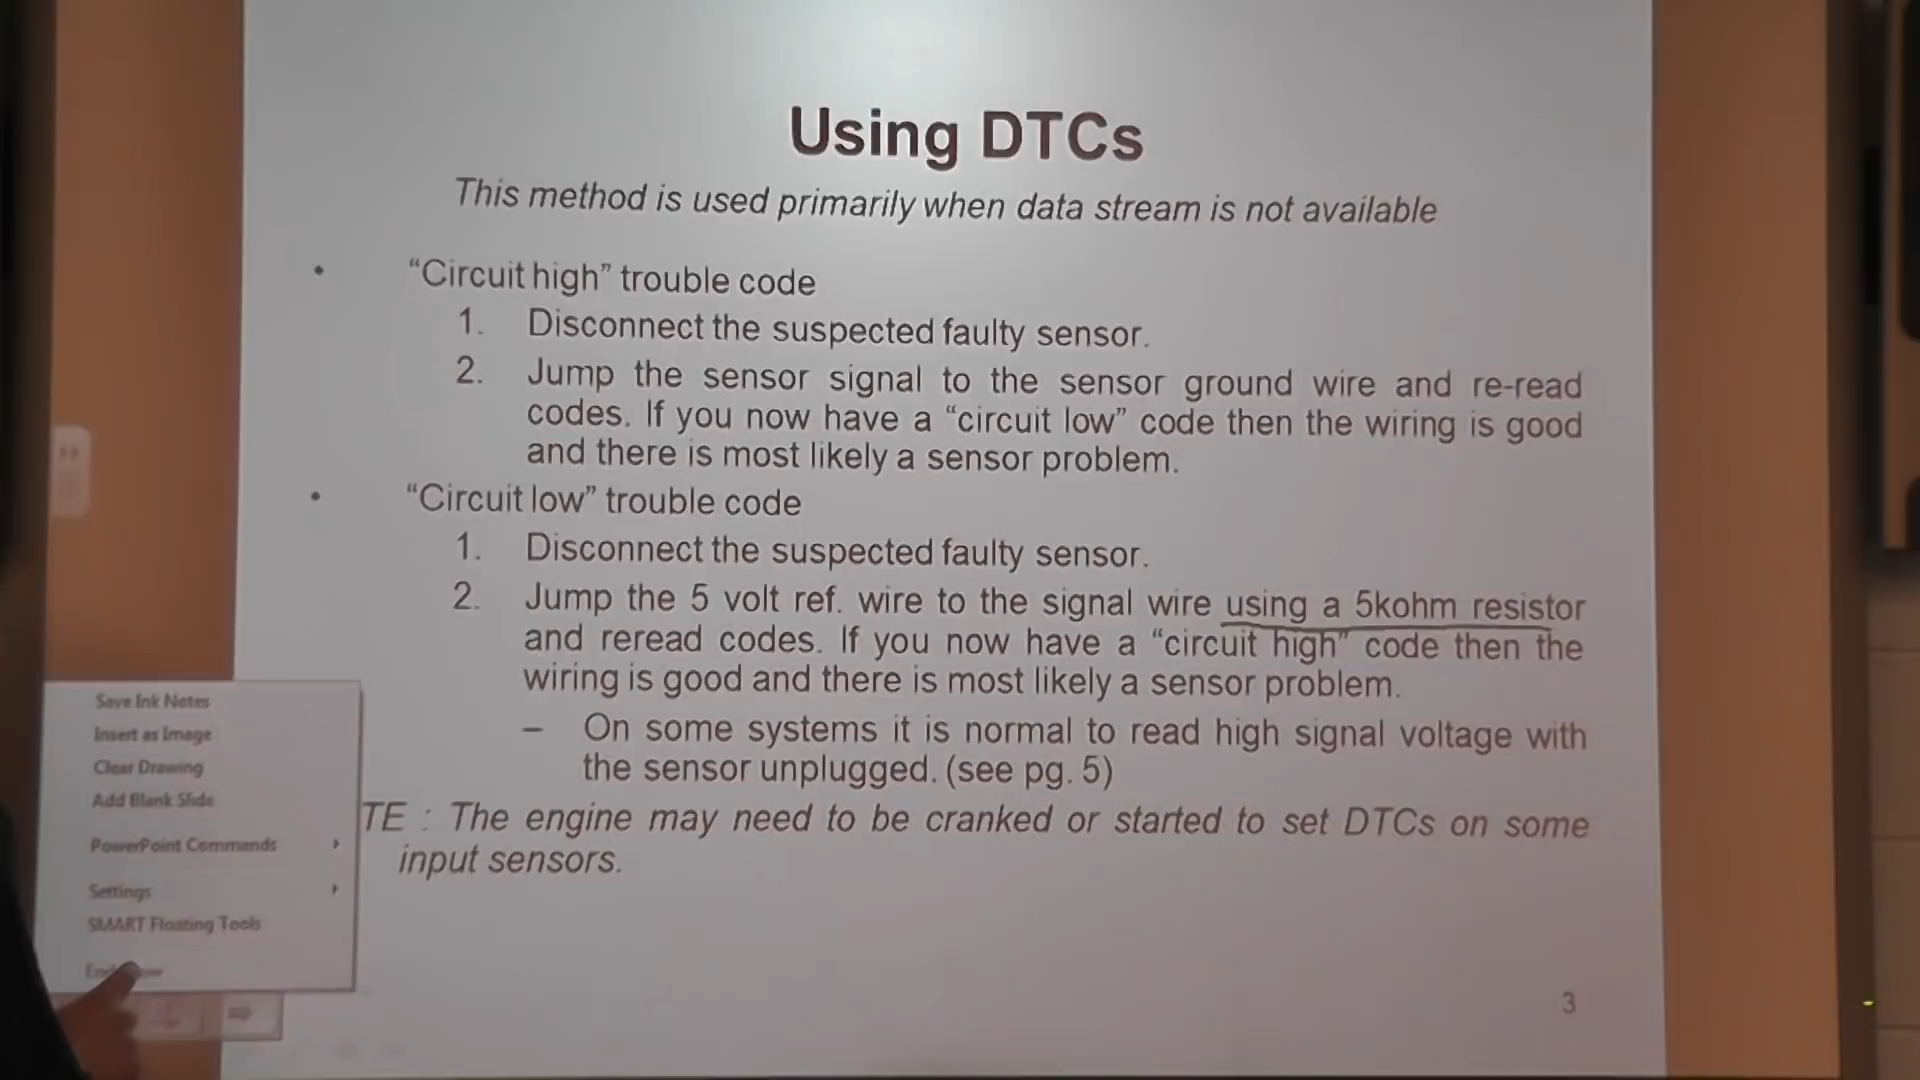 Using DTCs
This method is used primarily when data stream is not available
• “Circuit high” trouble code
1. Disconnect the suspected faulty sensor.
2. Jump the sensor signal to the sensor ground wire and re-read
codes. If you now have a “circuit low” code then the wiring is good
and there is most likely a sensor problem.
• “Circuit low” trouble code
1. Disconnect the suspected faulty sensor.
2. Jump the 5 volt ref. wire to the signal wire using a 5kohm resistor
and reread codes. If you now have a “circuit high” code then the
wiring is good and there is most likely a sensor problem.
– On some systems it is normal to read high signal voltage with
the sensor unplugged. (see pg. 5)
TE : The engine may need to be cranked or started to set DTCs on some
input sensors.
3
Save Ink Notes
Insert as Image
Clear Drawing
Add Blank Slide
PowerPoint Commands
Settings
SMART Floating Tools